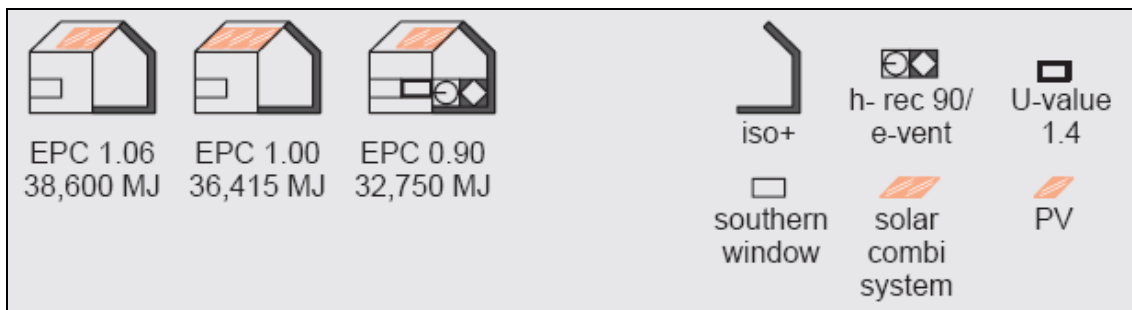 EPC 1.06
38,600 MJ
EPC 1.00
36,415 MJ
EPC 0.90
32,750 MJ
iso+
h- rec 90/
e-vent
U-value
1.4
southern
window
solar
combi
system
PV